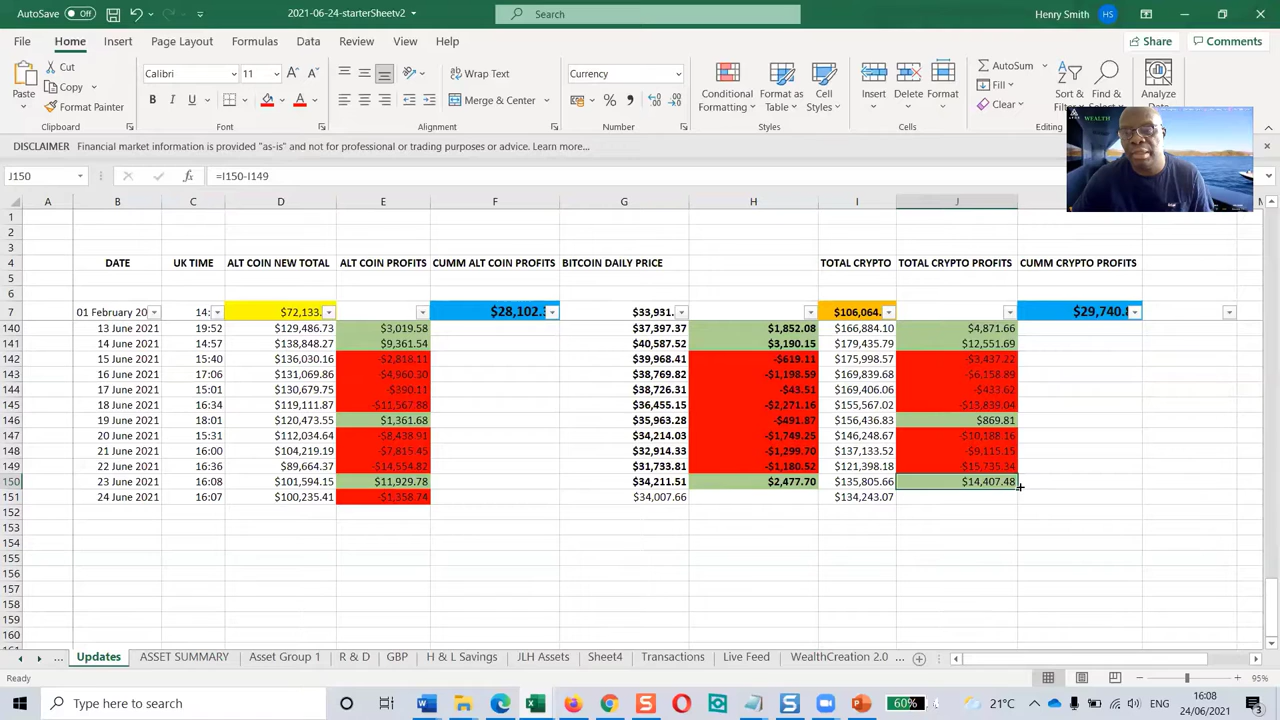 AutoSave Off 2021-06-24-starterSheetv2 Search Henry Smith HS
File Home Insert Draw Page Layout Formulas Data Review View Help Share Comments
Cut
Copy
Format Painter
Paste
Clipboard
Calibri 11
B I U
Font
Wrap Text
Merge & Center
Alignment
Currency
Number
Conditional Formatting
Format as Table
Cell Styles
Styles
Insert Delete Format
Cells
AutoSum
Fill
Clear
Sort & Filter
Find & Select
Editing
Analyze Data
WEALTH
DISCLAIMER Financial market information is provided "as-is" and not for professional or trading purposes or advice. Learn more...
J150 fx =I150-I149
A B C D E F G H I J K
1
2
3
4 DATE UK TIME ALT COIN NEW TOTAL ALT COIN PROFITS CUMM ALT COIN PROFITS BITCOIN DAILY PRICE TOTAL CRYPTO TOTAL CRYPTO PROFITS CUMM CRYPTO PROFITS
5
6
7 01 February 20 14: $72,133. $28,102. $33,931. $106,064. $29,740.
140 13 June 2021 19:52 $129,486.73 $3,019.58 $37,397.37 $1,852.08 $166,884.10 $4,871.66
141 14 June 2021 14:57 $138,848.27 $9,361.54 $40,587.52 $3,190.15 $179,435.79 $12,551.69
142 15 June 2021 15:40 $136,030.16 -$2,818.11 $39,968.41 -$619.11 $175,998.57 -$3,437.22
143 16 June 2021 17:06 $131,069.86 -$4,960.30 $38,769.82 -$1,198.59 $169,839.68 -$6,158.89
144 17 June 2021 15:01 $130,679.75 -$390.11 $38,726.31 -$43.51 $169,406.06 -$433.62
145 18 June 2021 16:34 $119,111.87 -$11,567.88 $36,455.15 -$2,271.16 $155,567.02 -$13,839.04
146 19 June 2021 18:01 $120,473.55 $1,361.68 $35,963.28 -$491.87 $156,436.83 $869.81
147 20 June 2021 15:31 $112,034.64 -$8,438.91 $34,214.03 -$1,749.25 $146,248.67 -$10,188.16
148 21 June 2021 16:00 $104,219.19 -$7,815.45 $32,914.33 -$1,299.70 $137,133.52 -$9,115.15
149 22 June 2021 16:36 $89,664.37 -$14,554.82 $31,733.81 -$1,180.52 $121,398.18 -$15,735.34
150 23 June 2021 16:08 $101,594.15 $11,929.78 $34,211.51 $2,477.70 $135,805.66 $14,407.48
151 24 June 2021 16:07 $100,235.41 -$1,358.74 $34,007.66 $134,243.07
152
153
154
155
156
157
158
159
160
... Updates ASSET SUMMARY Asset Group 1 R & D GBP H & L Savings JLH Assets Sheet4 Transactions Live Feed WealthCreation 2.0 ...
Ready 95%
Type here to search 60% 21°C ENG 16:08
24/06/2021